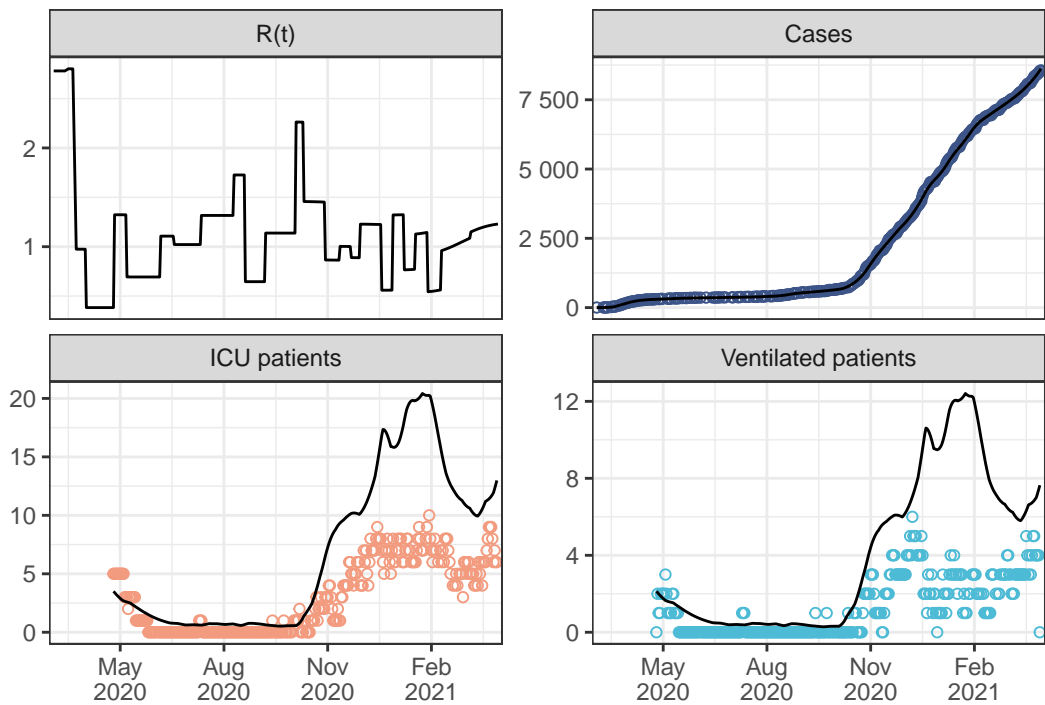 R(t)
Cases
2
1
7 500
5 000
2 500
0
ICU patients
Ventilated patients
20
15
10
5
0
12
8
4
0
May Aug Nov Feb
2020 2020 2020 2021
May Aug Nov Feb
2020 2020 2020 2021